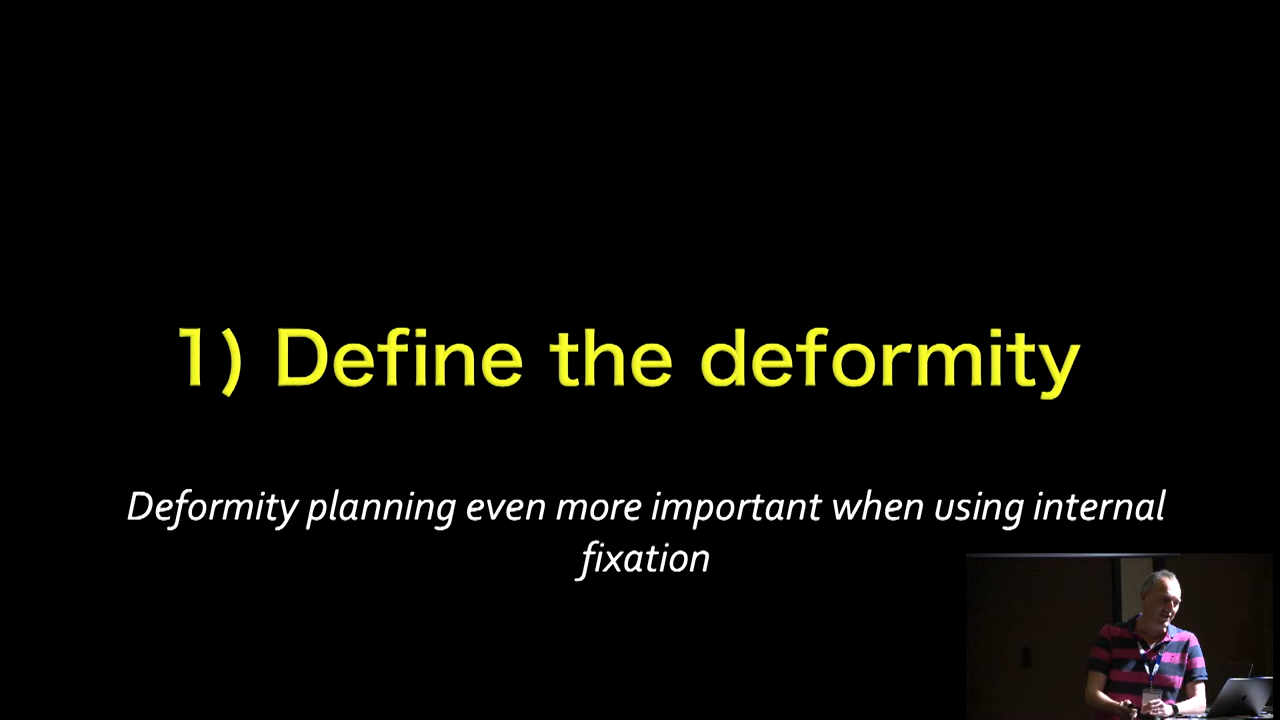 1) Define the deformity
Deformity planning even more important when using internal
fixation